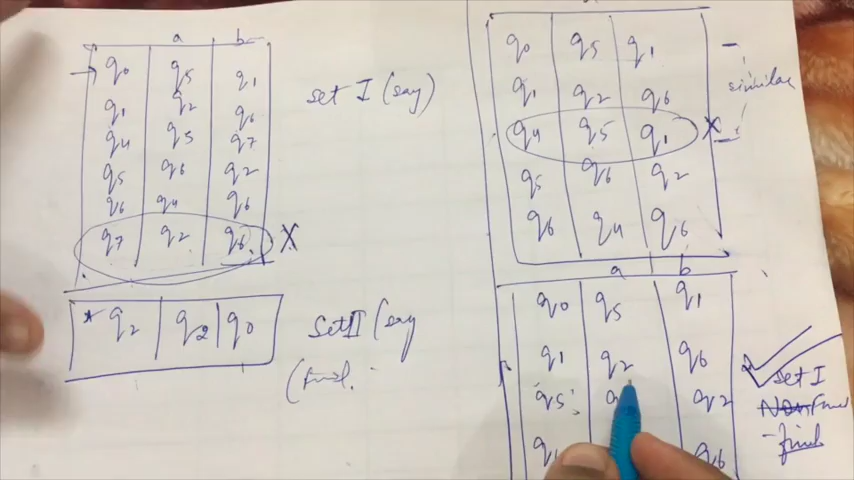 a b
→ q0 q5 q1
q1 q2 q6
q4 q5 q7
q5 q6 q2
q6 q4 q6
q7 q2 q6 X
* q2 q2 q0
set I (say)
Set II (say
(final.
q0 q5 q1
q1 q2 q6
q4 q5 q1 X
q5 q6 q2
q6 q4 q6
similar
a b
q0 q5 q1
q1 q2 q6
q5 q2
q6
set I
Non
- final